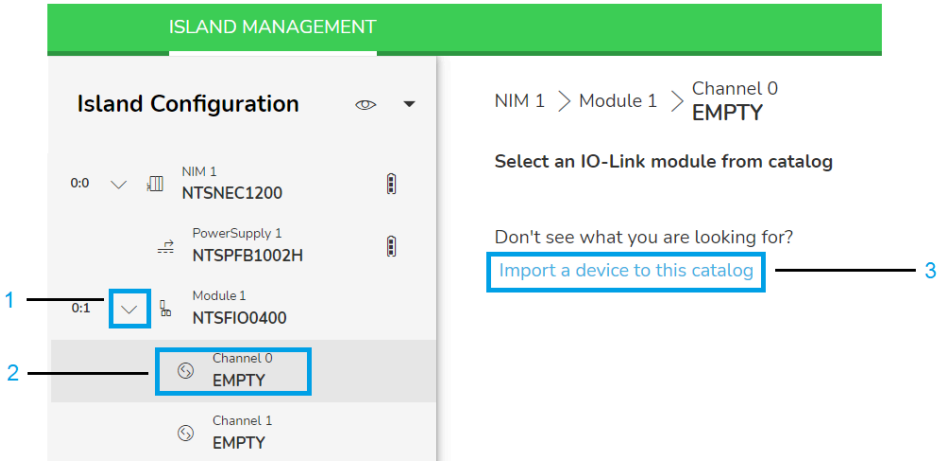 ISLAND MANAGEMENT
Island Configuration
0:0
NIM 1
NTSNEC1200
PowerSupply 1
NTSPFB1002H
1
0:1
Module 1
NTSFIO0400
2
Channel 0
EMPTY
Channel 1
EMPTY
NIM 1 > Module 1 > Channel 0
EMPTY
Select an IO-Link module from catalog
Don't see what you are looking for?
Import a device to this catalog
3